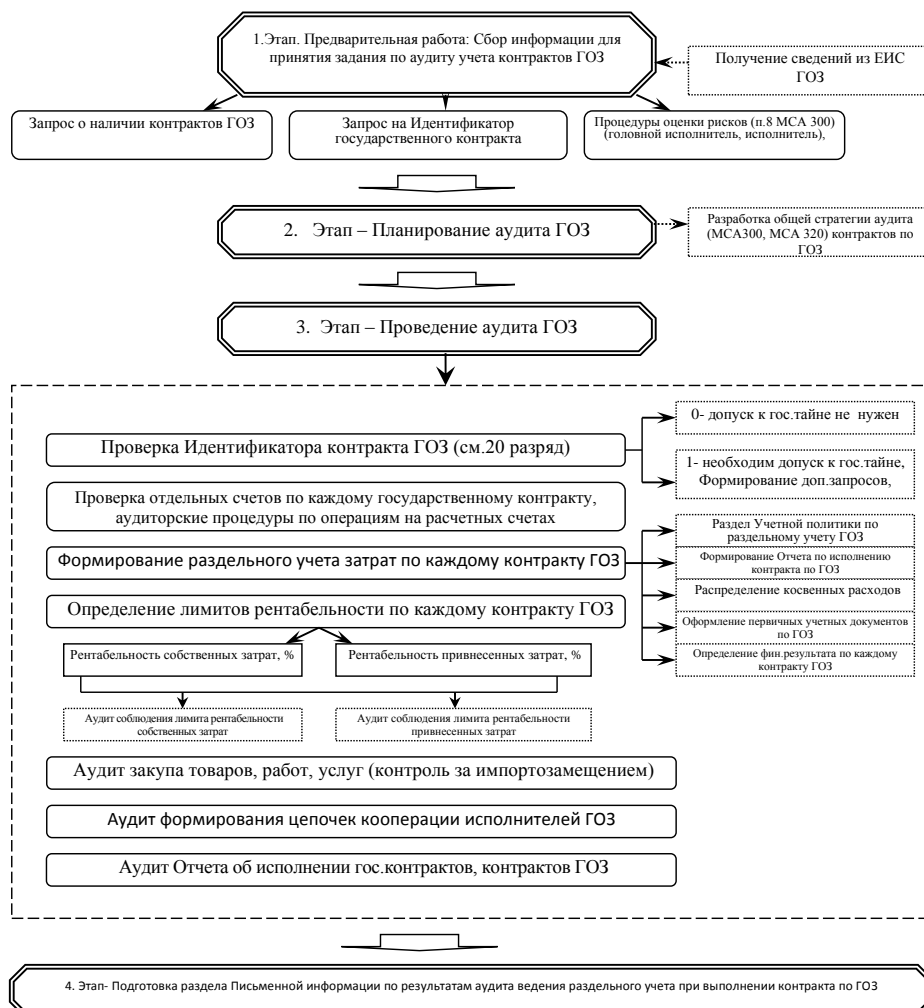 1.Этап. Предварительная работа: Сбор информации для
принятия задания по аудиту учета контрактов ГОЗ
Получение сведений из ЕИС
ГОЗ
Запрос о наличии контрактов ГОЗ
Запрос на Идентификатор
государственного контракта
Процедуры оценки рисков (п.8 МСА 300)
(головной исполнитель, исполнитель),
2. Этап – Планирование аудита ГОЗ
Разработка общей стратегии аудита
(МСА300, МСА 320) контрактов по
ГОЗ
3. Этап – Проведение аудита ГОЗ
Проверка Идентификатора контракта ГОЗ (см.20 разряд)
0- допуск к гос.тайне не нужен
1- необходим допуск к гос.тайне,
Формирование доп.запросов,
Проверка отдельных счетов по каждому государственному контракту,
аудиторские процедуры по операциям на расчетных счетах
Формирование раздельного учета затрат по каждому контракту ГОЗ
Раздел Учетной политики по
раздельному учету ГОЗ
Формирование Отчета по исполнению
контракта по ГОЗ
Распределение косвенных расходов
Оформление первичных учетных документов
по ГОЗ
Определение фин.результата по каждому
контракту ГОЗ
Определение лимитов рентабельности по каждому контракту ГОЗ
Рентабельность собственных затрат, %
Рентабельность привнесенных затрат, %
Аудит соблюдения лимита рентабельности
собственных затрат
Аудит соблюдения лимита рентабельности
привнесенных затрат
Аудит закупа товаров, работ, услуг (контроль за импортозамещением)
Аудит формирования цепочек кооперации исполнителей ГОЗ
Аудит Отчета об исполнении гос.контрактов, контрактов ГОЗ
4. Этап- Подготовка раздела Письменной информации по результатам аудита ведения раздельного учета при выполнении контракта по ГОЗ